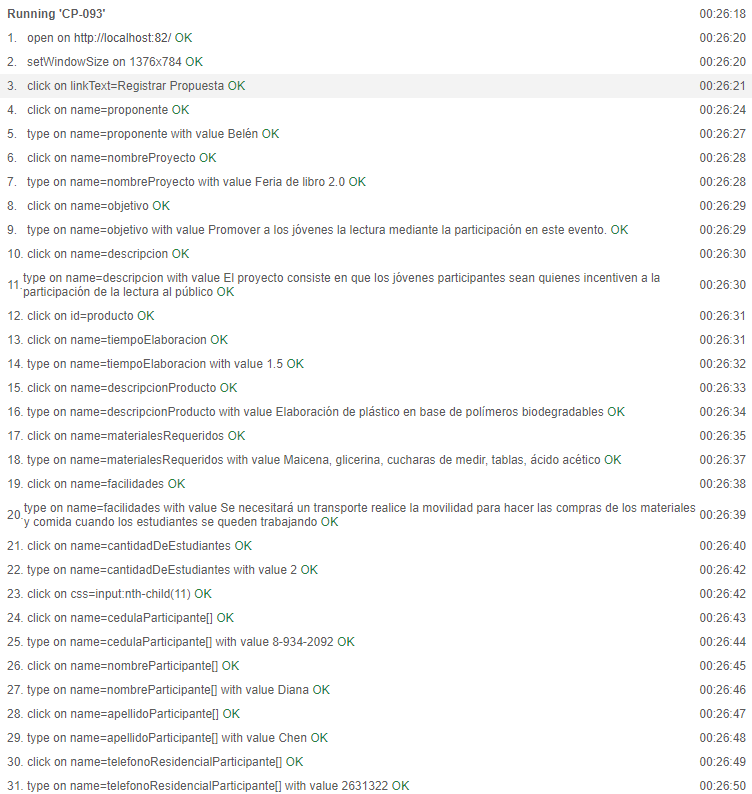 Running 'CP-093' 00:26:18
1. open on http://localhost:82/ OK 00:26:20
2. setWindowSize on 1376x784 OK 00:26:20
3. click on linkText=Registrar Propuesta OK 00:26:21
4. click on name=proponente OK 00:26:24
5. type on name=proponente with value Belén OK 00:26:27
6. click on name=nombreProyecto OK 00:26:28
7. type on name=nombreProyecto with value Feria de libro 2.0 OK 00:26:28
8. click on name=objetivo OK 00:26:29
9. type on name=objetivo with value Promover a los jóvenes la lectura mediante la participación en este evento. OK 00:26:29
10. click on name=descripcion OK 00:26:30
11. type on name=descripcion with value El proyecto consiste en que los jóvenes participantes sean quienes incentiven a la
participación de la lectura al público OK 00:26:30
12. click on id=producto OK 00:26:31
13. click on name=tiempoElaboracion OK 00:26:31
14. type on name=tiempoElaboracion with value 1.5 OK 00:26:32
15. click on name=descripcionProducto OK 00:26:33
16. type on name=descripcionProducto with value Elaboración de plástico en base de polímeros biodegradables OK 00:26:34
17. click on name=materialesRequeridos OK 00:26:35
18. type on name=materialesRequeridos with value Maicena, glicerina, cucharas de medir, tablas, ácido acético OK 00:26:37
19. click on name=facilidades OK 00:26:38
20. type on name=facilidades with value Se necesitará un transporte realice la movilidad para hacer las compras de los materiales
y comida cuando los estudiantes se queden trabajando OK 00:26:39
21. click on name=cantidadDeEstudiantes OK 00:26:40
22. type on name=cantidadDeEstudiantes with value 2 OK 00:26:42
23. click on css=input:nth-child(11) OK 00:26:42
24. click on name=cedulaParticipante[] OK 00:26:43
25. type on name=cedulaParticipante[] with value 8-934-2092 OK 00:26:44
26. click on name=nombreParticipante[] OK 00:26:45
27. type on name=nombreParticipante[] with value Diana OK 00:26:46
28. click on name=apellidoParticipante[] OK 00:26:47
29. type on name=apellidoParticipante[] with value Chen OK 00:26:48
30. click on name=telefonoResidencialParticipante[] OK 00:26:49
31. type on name=telefonoResidencialParticipante[] with value 2631322 OK 00:26:50